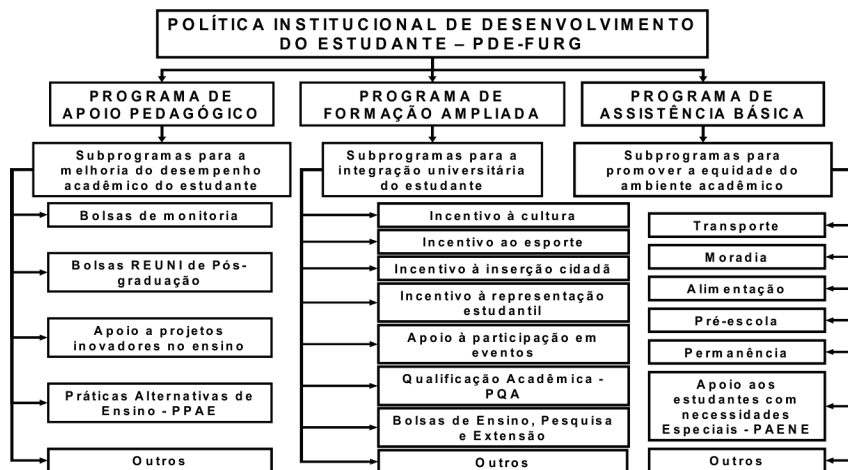 POLÍTICA INSTITUCIONAL DE DESENVOLVIMENTO
DO ESTUDANTE – PDE-FURG
PROGRAMA DE
APOIO PEDAGÓGICO
Subprogramas para a
melhoria do desempenho
acadêmico do estudante
Bolsas de monitoria
Bolsas REUNI de Pós-
graduação
Apoio a projetos
inovadores no ensino
Práticas Alternativas de
Ensino - PPAE
Outros
PROGRAMA DE
FORMAÇÃO AMPLIADA
Subprogramas para a
integração universitária
do estudante
Incentivo à cultura
Incentivo ao esporte
Incentivo à inserção cidadã
Incentivo à representação
estudantil
Apoio à participação em
eventos
Qualificação Acadêmica -
PQA
Bolsas de Ensino, Pesquisa
e Extensão
Outros
PROGRAMA DE
ASSISTÊNCIA BÁSICA
Subprogramas para
promover a equidade do
ambiente acadêmico
Transporte
Moradia
Alimentação
Pré-escola
Permanência
Apoio aos
estudantes com
necessidades
Especiais - PAENE
Outros